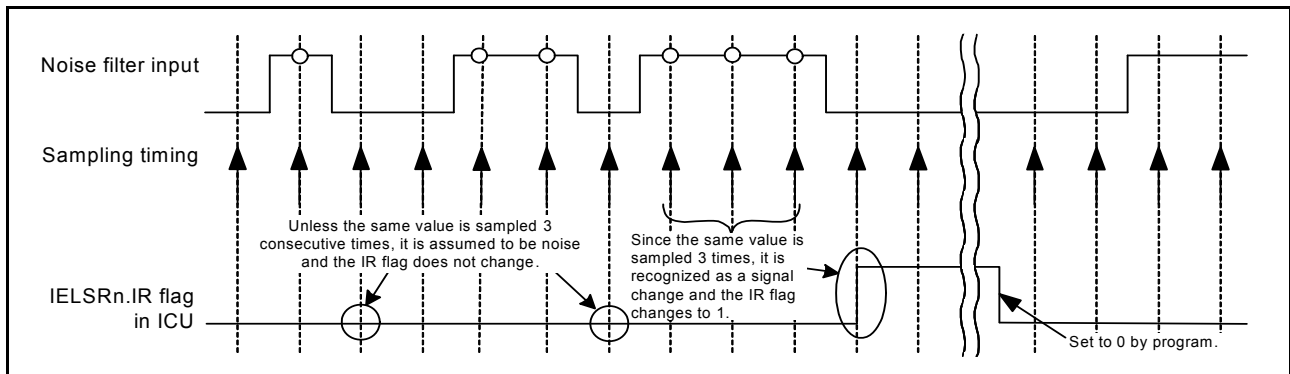 Noise filter input
Sampling timing
Unless the same value is sampled 3
consecutive times, it is assumed to be noise
and the IR flag does not change.
Since the same value is
sampled 3 times, it is
recognized as a signal
change and the IR flag
changes to 1.
IELSRn.IR flag
in ICU
Set to 0 by program.